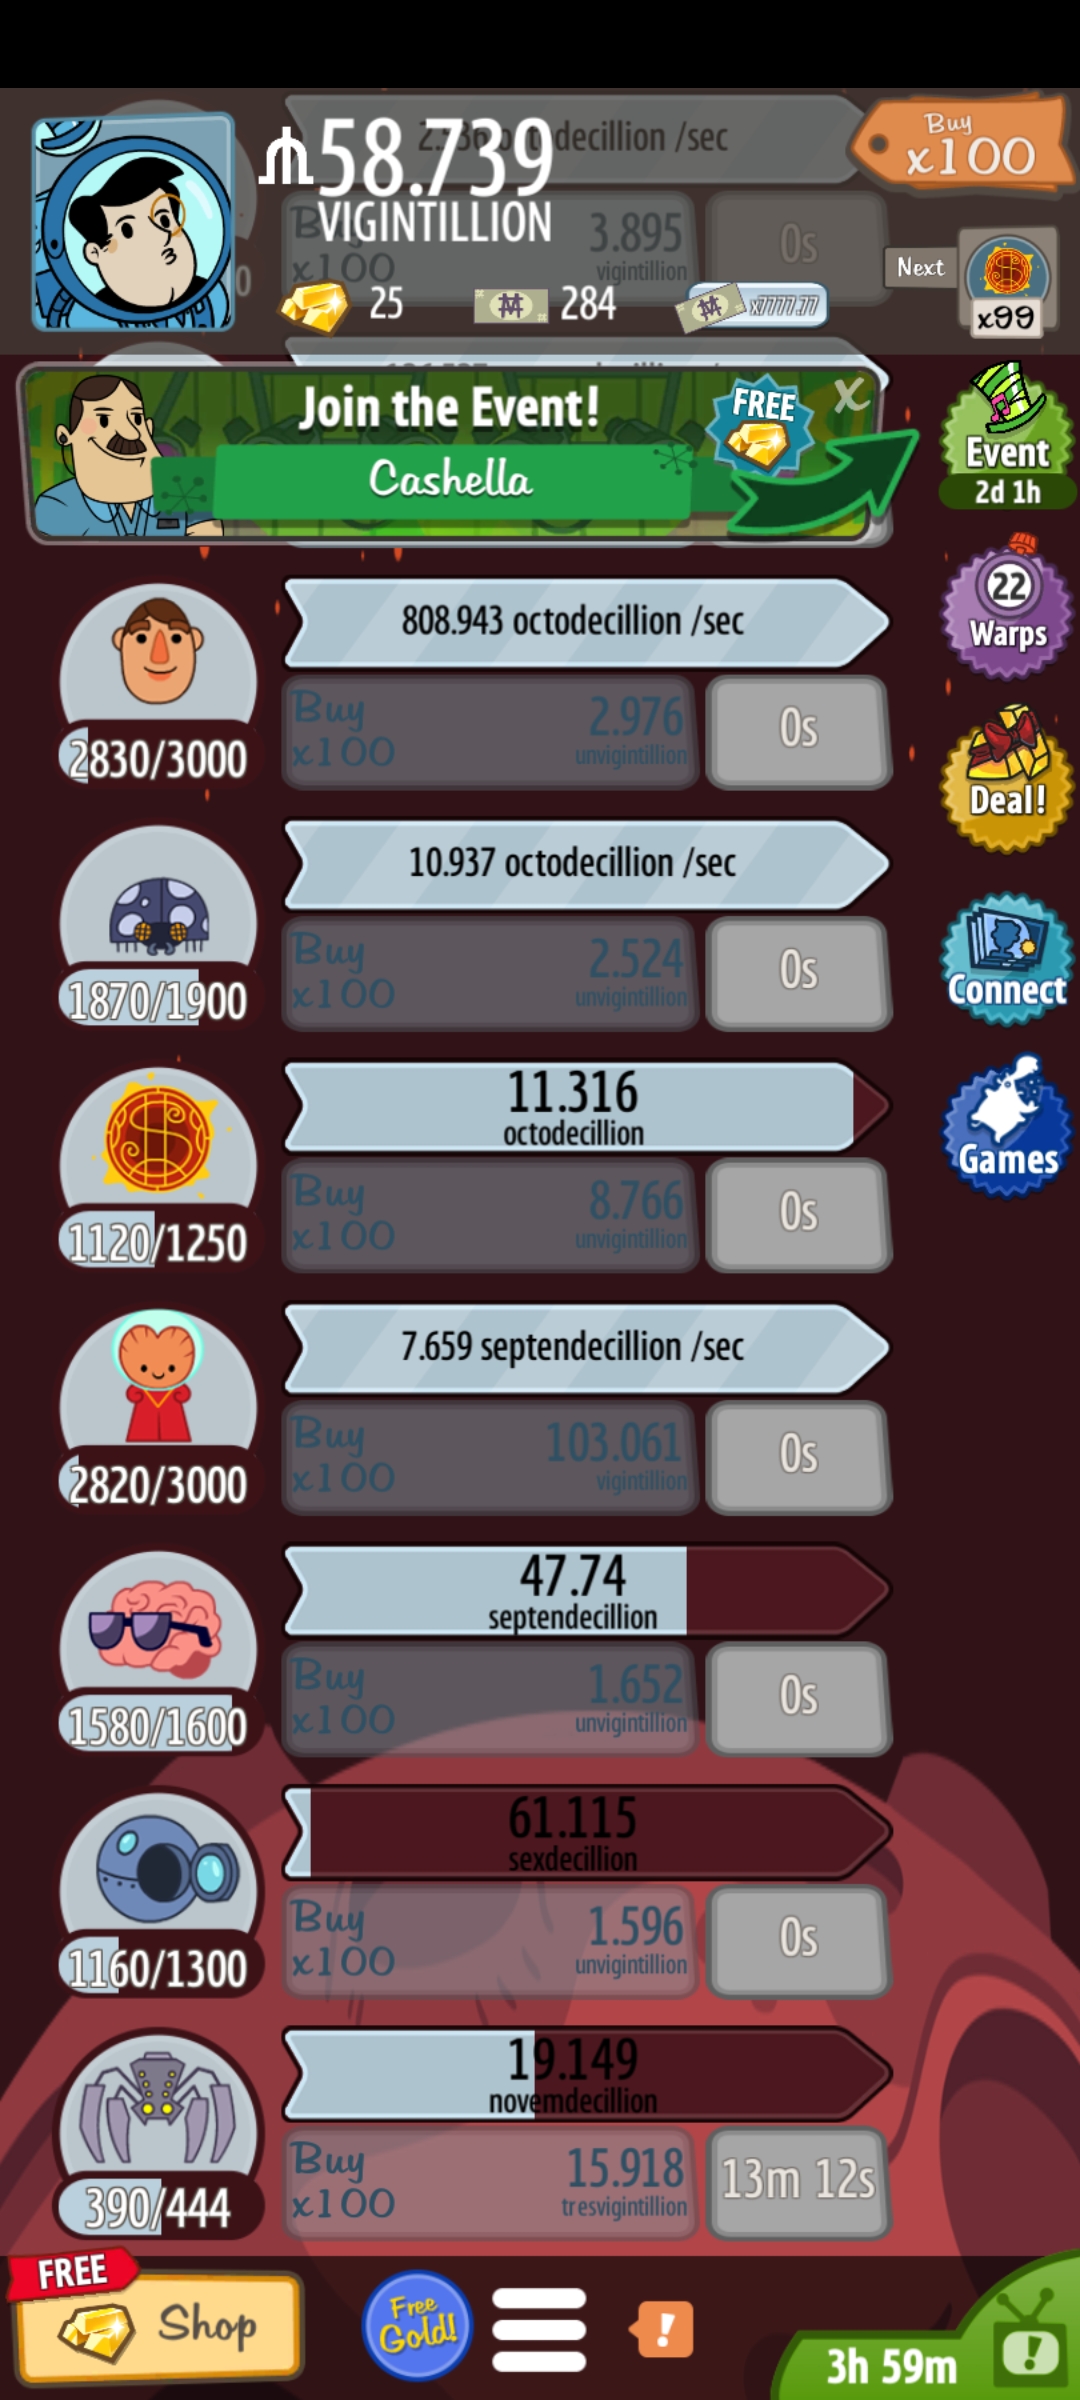 2.936 octodecillion /sec
₼58.739
VIGINTILLION
Buy
x100
Buy
x100
3.895
vigintillion
0s
Next
x99
25
284
x7777.77
Join the Event!
Cashella
FREE
X
Event
2d 1h
808.943 octodecillion /sec
2830/3000
Buy
x100
2.976
unvigintillion
0s
22
Warps
Deal!
10.937 octodecillion /sec
1870/1900
Buy
x100
2.524
unvigintillion
0s
Connect
11.316
octodecillion
1120/1250
Buy
x100
8.766
unvigintillion
0s
Games
7.659 septendecillion /sec
2820/3000
Buy
x100
103.061
vigintillion
0s
47.74
septendecillion
1580/1600
Buy
x100
1.652
unvigintillion
0s
61.115
sexdecillion
1160/1300
Buy
x100
1.596
unvigintillion
0s
19.149
novemdecillion
390/444
Buy
x100
15.918
tresvigintillion
13m 12s
FREE
Shop
Free
Gold!
!
3h 59m
!